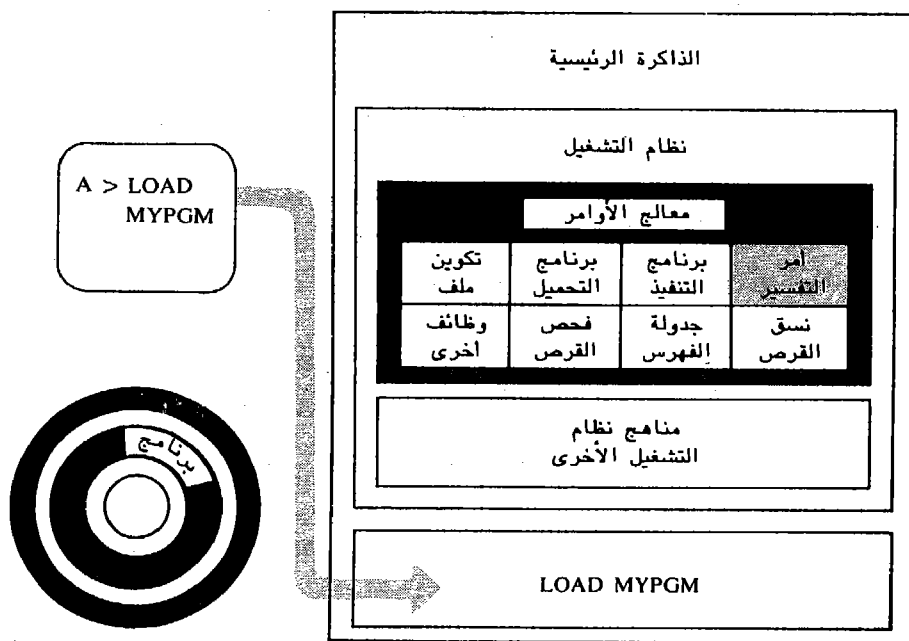 الذاكرة الرئيسية
نظام التشغيل
A > LOAD
MYPGM
معالج الأوامر
أمر
التفسير
برنامج
التنفيذ
برنامج
التحميل
تكوين
ملف
نسق
القرص
جدولة
الفهرس
فحص
القرص
وظائف
أخرى
مناهج نظام
التشغيل الأخرى
برنامج
LOAD MYPGM